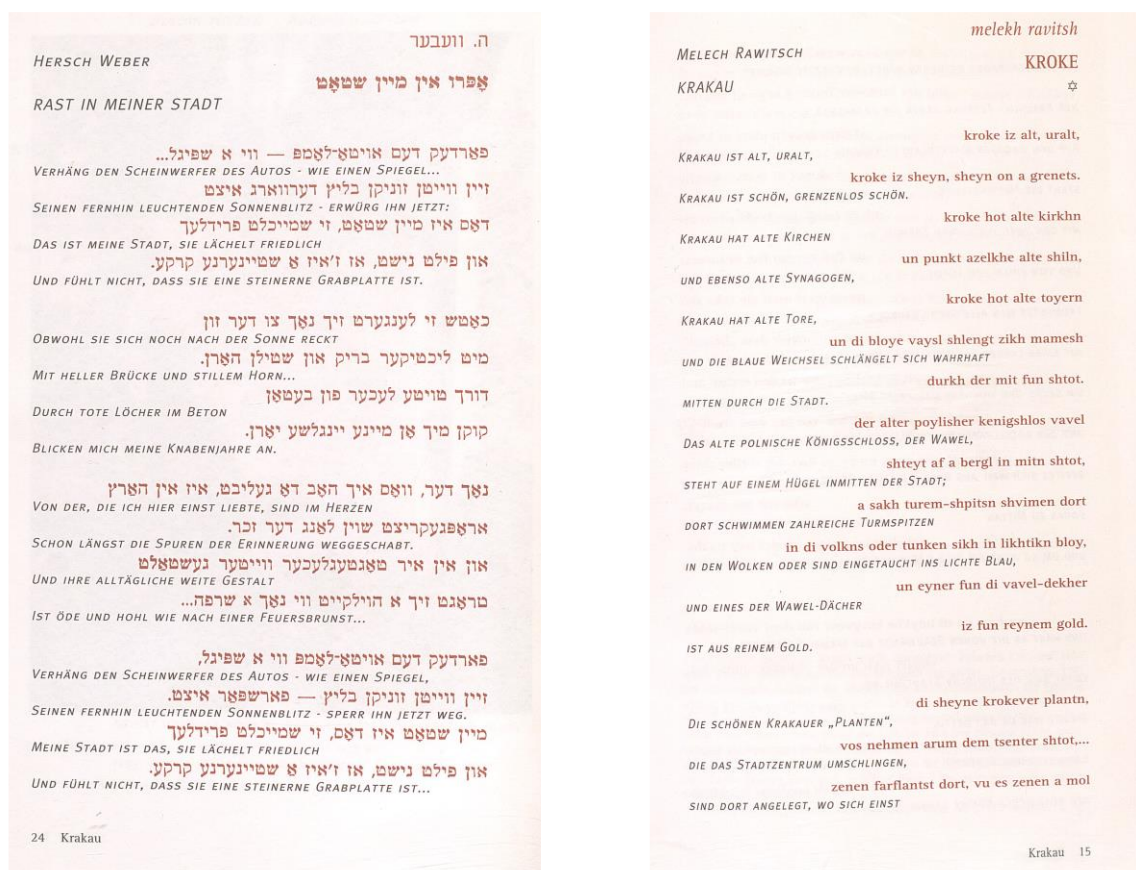 ה. וועבער
HERSCH WEBER
אָפּרו אין מיין שטאָט
RAST IN MEINER STADT
פאַרדעק דעם אויטאָ־לאָמפּ — ווי א שפּיגל...
VERHÄNG DEN SCHEINWERFER DES AUTOS - WIE EINEN SPIEGEL...
זיין ווייטן זוניקן בליץ דערוואַרג איצט
SEINEN FERNHIN LEUCHTENDEN SONNENBLITZ - ERWÜRG IHN JETZT:
דאָס איז מיין שטאָט, זי שמייכלט פרידלעך
DAS IST MEINE STADT, SIE LÄCHELT FRIEDLICH
און פילט נישט, אַז ז'איז אַ שטיינערנע קרקע.
UND FÜHLT NICHT, DASS SIE EINE STEINERNE GRABPLATTE IST.
כאָטש זי לענגערט זיך נאָך צו דער זון
OBWOHL SIE SICH NOCH NACH DER SONNE RECKT
מיט ליכטיקער בריק און שטילן האָרן.
MIT HELLER BRÜCKE UND STILLEM HORN...
דורך טויטע לעכער פון בעטאָן
DURCH TOTE LÖCHER IM BETON
קוקן מיך אָן מיינע יינגלשע יאָרן.
BLICKEN MICH MEINE KNABENJAHRE AN.
נאָך דער, וואָס איך האָב דאָ געליבט, איז אין האַרץ
VON DER, DIE ICH HIER EINST LIEBTE, SIND IM HERZEN
אַראָפּגעקריצט שוין לאַנג דער זכר.
SCHON LÄNGST DIE SPUREN DER ERINNERUNG WEGGESCHABT.
און אין איר טאָגטעגלעכער ווייטער געשטאַלט
UND IHRE ALLTÄGLICHE WEITE GESTALT
טראָגט זיך א הוילקייט ווי נאָך א שרפה...
IST ÖDE UND HOHL WIE NACH EINER FEUERSBRUNST...
פארדעק דעם אויטאָ־לאָמפּ ווי א שפּיגל,
VERHÄNG DEN SCHEINWERFER DES AUTOS - WIE EINEN SPIEGEL,
זיין ווייטן זוניקן בליץ — פארשפּאַר איצט.
SEINEN FERNHIN LEUCHTENDEN SONNENBLITZ - SPERR IHN JETZT WEG.
מיין שטאָט איז דאָס, זי שמייכלט פרידלעך
MEINE STADT IST DAS, SIE LÄCHELT FRIEDLICH
און פילט נישט, אַז ז'איז אַ שטיינערנע קרקע.
UND FÜHLT NICHT, DASS SIE EINE STEINERNE GRABPLATTE IST...
24 Krakau
melekh ravitsh
MELECH RAWITSCH
KROKE
KRAKAU
kroke iz alt, uralt,
KRAKAU IST ALT, URALT,
kroke iz sheyn, sheyn on a grenets.
KRAKAU IST SCHÖN, GRENZENLOS SCHÖN.
kroke hot alte kirkhn
KRAKAU HAT ALTE KIRCHEN
un punkt azelkhe alte shiln,
UND EBENSO ALTE SYNAGOGEN,
kroke hot alte toyern
KRAKAU HAT ALTE TORE,
un di bloye vaysl shlengt zikh mamesh
UND DIE BLAUE WEICHSEL SCHLÄNGELT SICH WAHRHAFT
durkh der mit fun shtot.
MITTEN DURCH DIE STADT.
der alter poylisher kenigshlos vavel
DAS ALTE POLNISCHE KÖNIGSSCHLOSS, DER WAWEL,
shteyt af a bergl in mitn shtot,
STEHT AUF EINEM HÜGEL INMITTEN DER STADT;
a sakh turem-shpitsn shvimen dort
DORT SCHWIMMEN ZAHLREICHE TURMSPITZEN
in di volkns oder tunken sikh in likhtikn bloy,
IN DEN WOLKEN ODER SIND EINGETAUCHT INS LICHTE BLAU,
un eyner fun di vavel-dekher
UND EINES DER WAWEL-DÄCHER
iz fun reynem gold.
IST AUS REINEM GOLD.
di sheyne krokever plantn,
DIE SCHÖNEN KRAKAUER „PLANTEN“,
vos nehmen arum dem tsenter shtot,...
DIE DAS STADTZENTRUM UMSCHLINGEN,
zenen farflantst dort, vu es zenen a mol
SIND DORT ANGELEGT, WO SICH EINST
Krakau 15